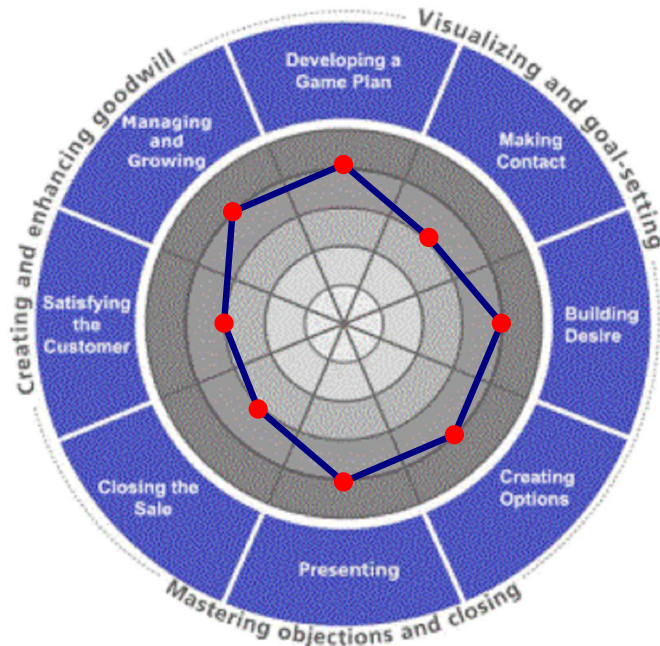 Visualizing and goal-setting
Developing a
Game Plan
Making
Contact
Building
Desire
Creating
Options
Presenting
Closing the
Sale
Satisfying
the
Customer
Managing
and
Growing
Mastering objections and closing
Creating and enhancing goodwill